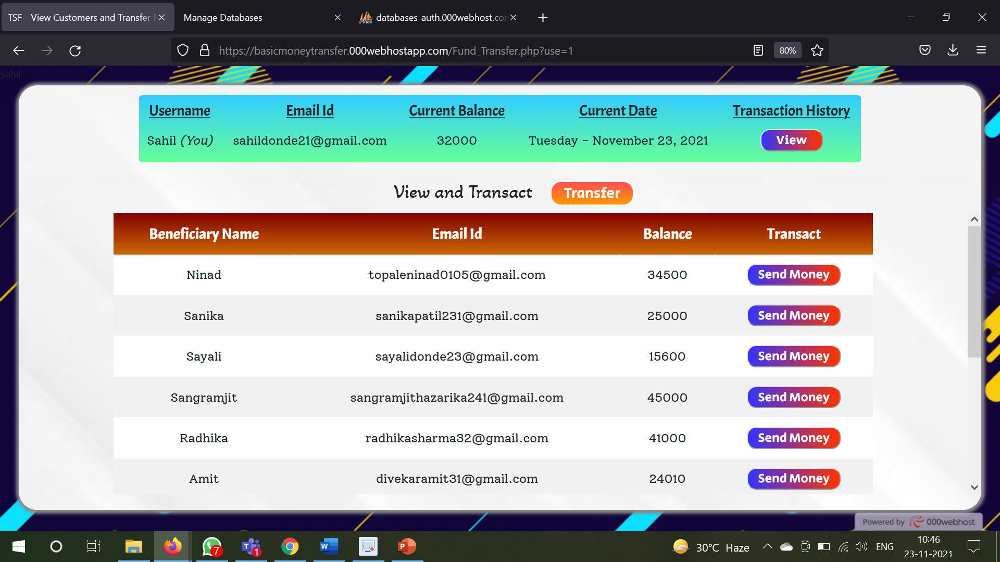 TSF - View Customers and Transfer
Manage Databases
databases-auth.000webhost.co
https://basicmoneytransfer.000webhostapp.com/Fund_Transfer.php?use=1
80%
Sahil
Username Email Id Current Balance Current Date Transaction History
Sahil (You) sahildonde21@gmail.com 32000 Tuesday - November 23, 2021 View
View and Transact Transfer
Beneficiary Name Email Id Balance Transact
Ninad topaleninad0105@gmail.com 34500 Send Money
Sanika sanikapatil231@gmail.com 25000 Send Money
Sayali sayalidonde23@gmail.com 15600 Send Money
Sangramjit sangramjithazarika241@gmail.com 45000 Send Money
Radhika radhikasharma32@gmail.com 41000 Send Money
Amit divekaramit31@gmail.com 24010 Send Money
Powered by 000webhost
7
1
30°C Haze
ENG
10:46
23-11-2021